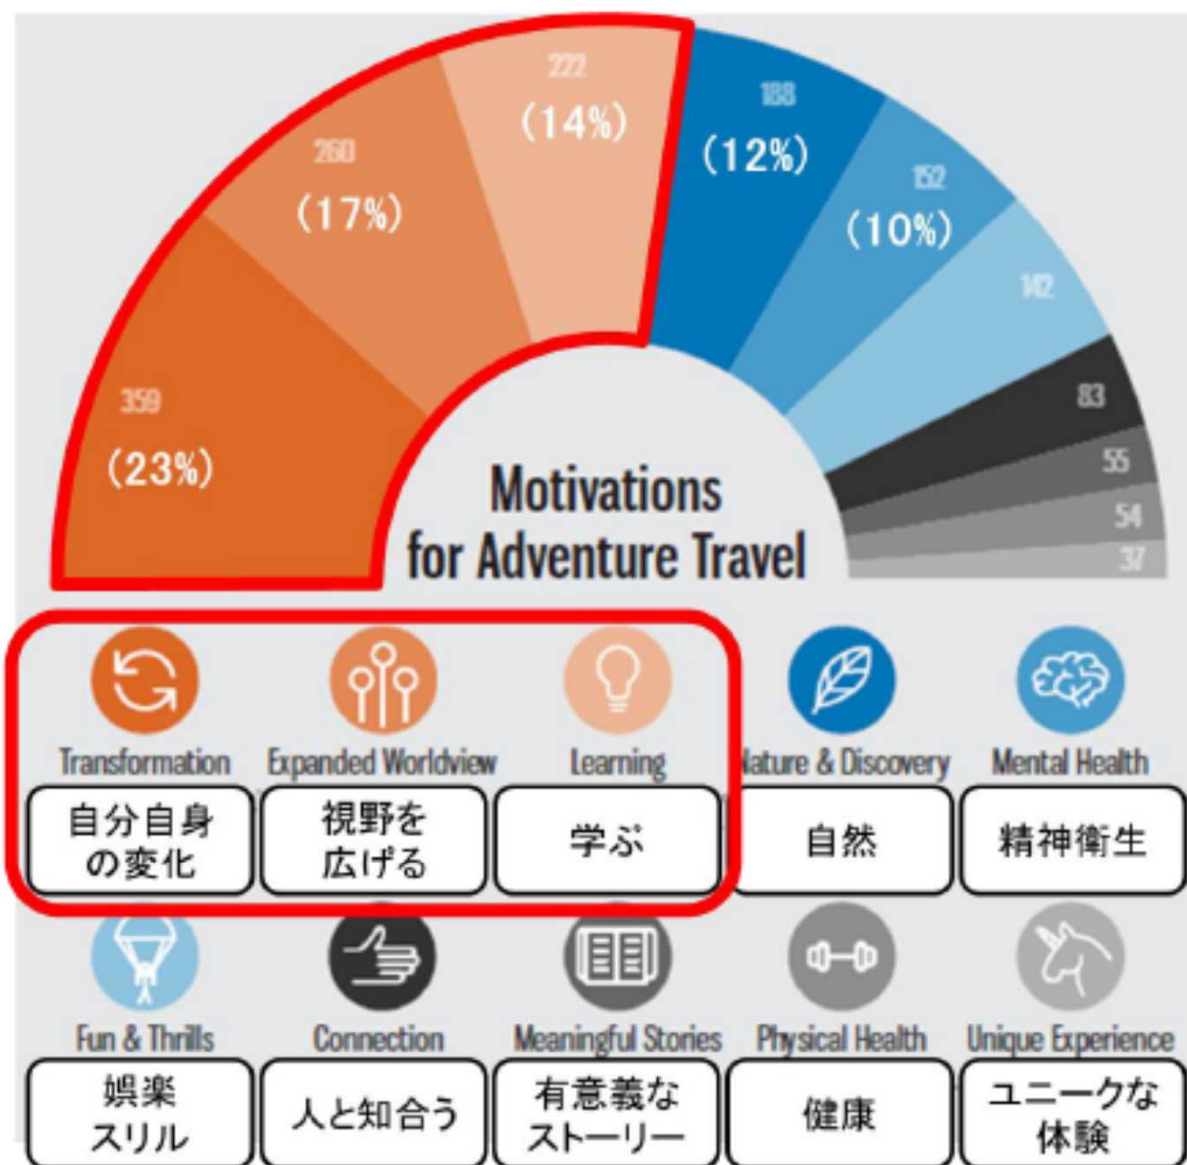 222
(14%)
188
(12%)
260
(17%)
152
(10%)
142
359
(23%)
83
55
54
37
Motivations
for Adventure Travel
Transformation
自分自身
の変化
Expanded Worldview
視野を
広げる
Learning
学ぶ
Nature & Discovery
自然
Mental Health
精神衛生
Fun & Thrills
娯楽
スリル
Connection
人と知合う
Meaningful Stories
有意義な
ストーリー
Physical Health
健康
Unique Experience
ユニークな
体験